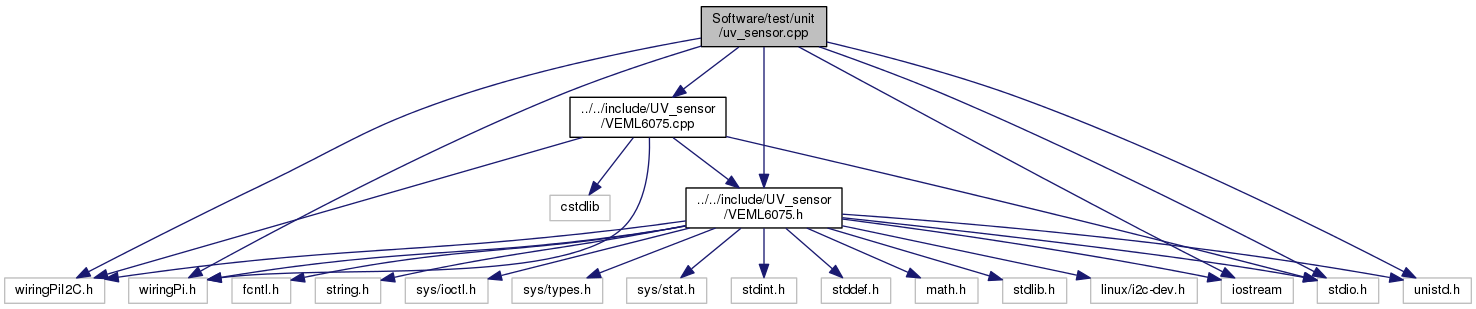 Software/test/unit
/uv_sensor.cpp
../../include/UV_sensor
/VEML6075.cpp
cstdlib
../../include/UV_sensor
/VEML6075.h
wiringPiI2C.h
wiringPi.h
fcntl.h
string.h
sys/ioctl.h
sys/types.h
sys/stat.h
stdint.h
stddef.h
math.h
stdlib.h
linux/i2c-dev.h
iostream
stdio.h
unistd.h